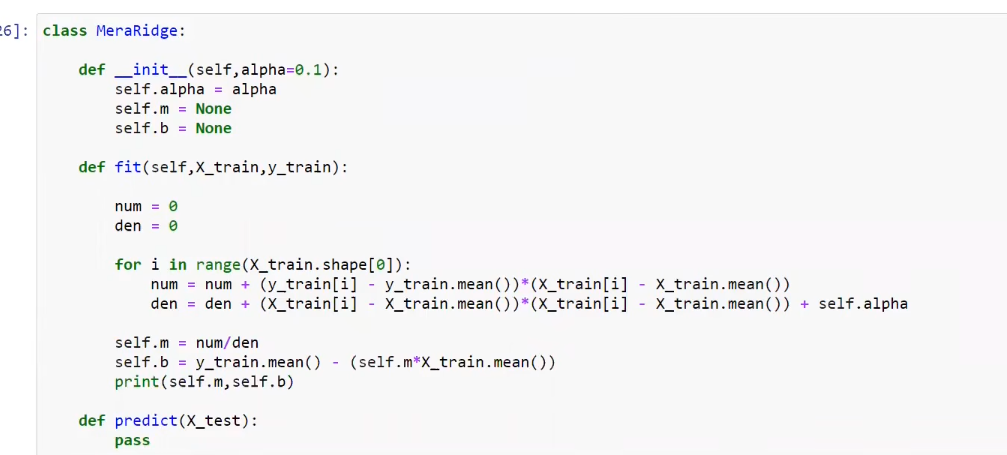 26]: class MeraRidge:
def __init__(self,alpha=0.1):
self.alpha = alpha
self.m = None
self.b = None
def fit(self,X_train,y_train):
num = 0
den = 0
for i in range(X_train.shape[0]):
num = num + (y_train[i] - y_train.mean())*(X_train[i] - X_train.mean())
den = den + (X_train[i] - X_train.mean())*(X_train[i] - X_train.mean()) + self.alpha
self.m = num/den
self.b = y_train.mean() - (self.m*X_train.mean())
print(self.m,self.b)
def predict(X_test):
pass